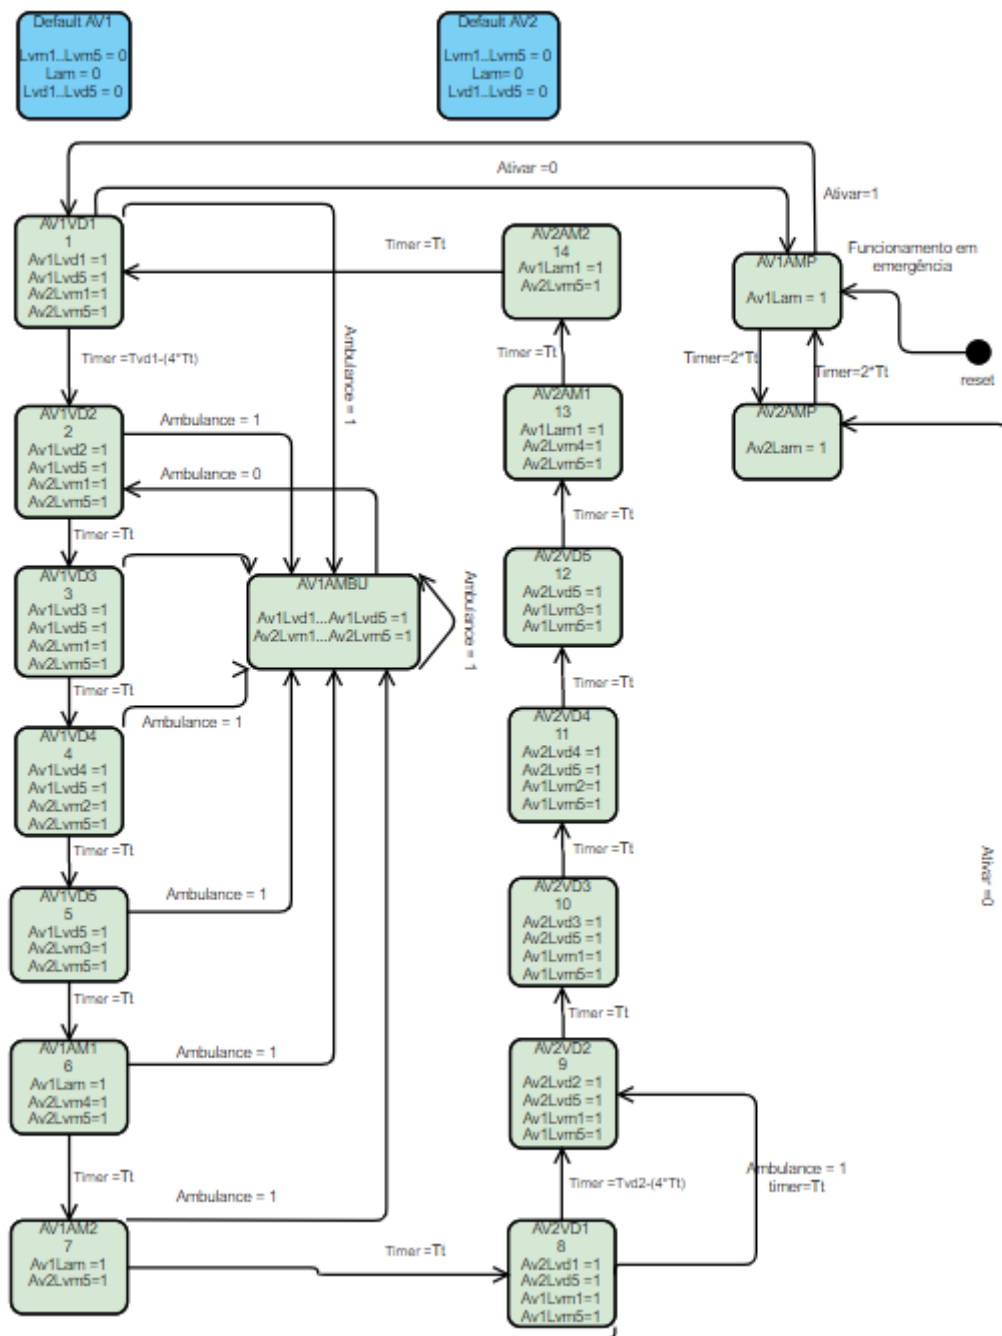 Default AV1
Lvm1...Lvm5 = 0
Lam = 0
Lvd1...Lvd5 = 0
Default AV2
Lvm1...Lvm5 = 0
Lam= 0
Lvd1...Lvd5 = 0
Ativar =0
Ativar=1
AV1VD1
1
Av1Lvd1 =1
Av1Lvd5 =1
Av2Lvm1=1
Av2Lvm5=1
Timer =Tt
AV2AM2
14
Av1Lam1 =1
Av2Lvm5=1
AV1AMP
Av1Lam = 1
Funcionamento em
emergência
reset
Timer =Tvd1-(4*Tt)
Ambulance = 1
Timer =Tt
Timer=2*Tt
Timer=2*Tt
AV2AMP
Av2Lam = 1
AV1VD2
2
Av1Lvd2 =1
Av1Lvd5 =1
Av2Lvm1=1
Av2Lvm5=1
Ambulance = 1
Ambulance = 0
AV2AM1
13
Av1Lam1 =1
Av2Lvm4=1
Av2Lvm5=1
Timer =Tt
Timer =Tt
AV1VD3
3
Av1Lvd3 =1
Av1Lvd5 =1
Av2Lvm1=1
Av2Lvm5=1
AV1AMBU
Av1Lvd1...Av1Lvd5 =1
Av2Lvm1...Av2Lvm5 =1
Ambulance = 1
AV2VD5
12
Av2Lvd5 =1
Av1Lvm3=1
Av1Lvm5=1
Timer =Tt
Timer =Tt
Ambulance = 1
AV1VD4
4
Av1Lvd4 =1
Av1Lvd5 =1
Av2Lvm2=1
Av2Lvm5=1
AV2VD4
11
Av2Lvd4 =1
Av2Lvd5 =1
Av1Lvm2=1
Av1Lvm5=1
Timer =Tt
Timer =Tt
Ativar =0
AV1VD5
5
Av1Lvd5 =1
Av2Lvm3=1
Av2Lvm5=1
Ambulance = 1
AV2VD3
10
Av2Lvd3 =1
Av2Lvd5 =1
Av1Lvm1=1
Av1Lvm5=1
Timer =Tt
Timer =Tt
AV1AM1
6
Av1Lam =1
Av2Lvm4=1
Av2Lvm5=1
Ambulance = 1
AV2VD2
9
Av2Lvd2 =1
Av2Lvd5 =1
Av1Lvm1=1
Av1Lvm5=1
Timer =Tt
Ambulance = 1
Timer =Tvd2-(4*Tt)
Ambulance = 1
timer=Tt
AV1AM2
7
Av1Lam =1
Av2Lvm5=1
Timer =Tt
AV2VD1
8
Av2Lvd1 =1
Av2Lvd5 =1
Av1Lvm1=1
Av1Lvm5=1